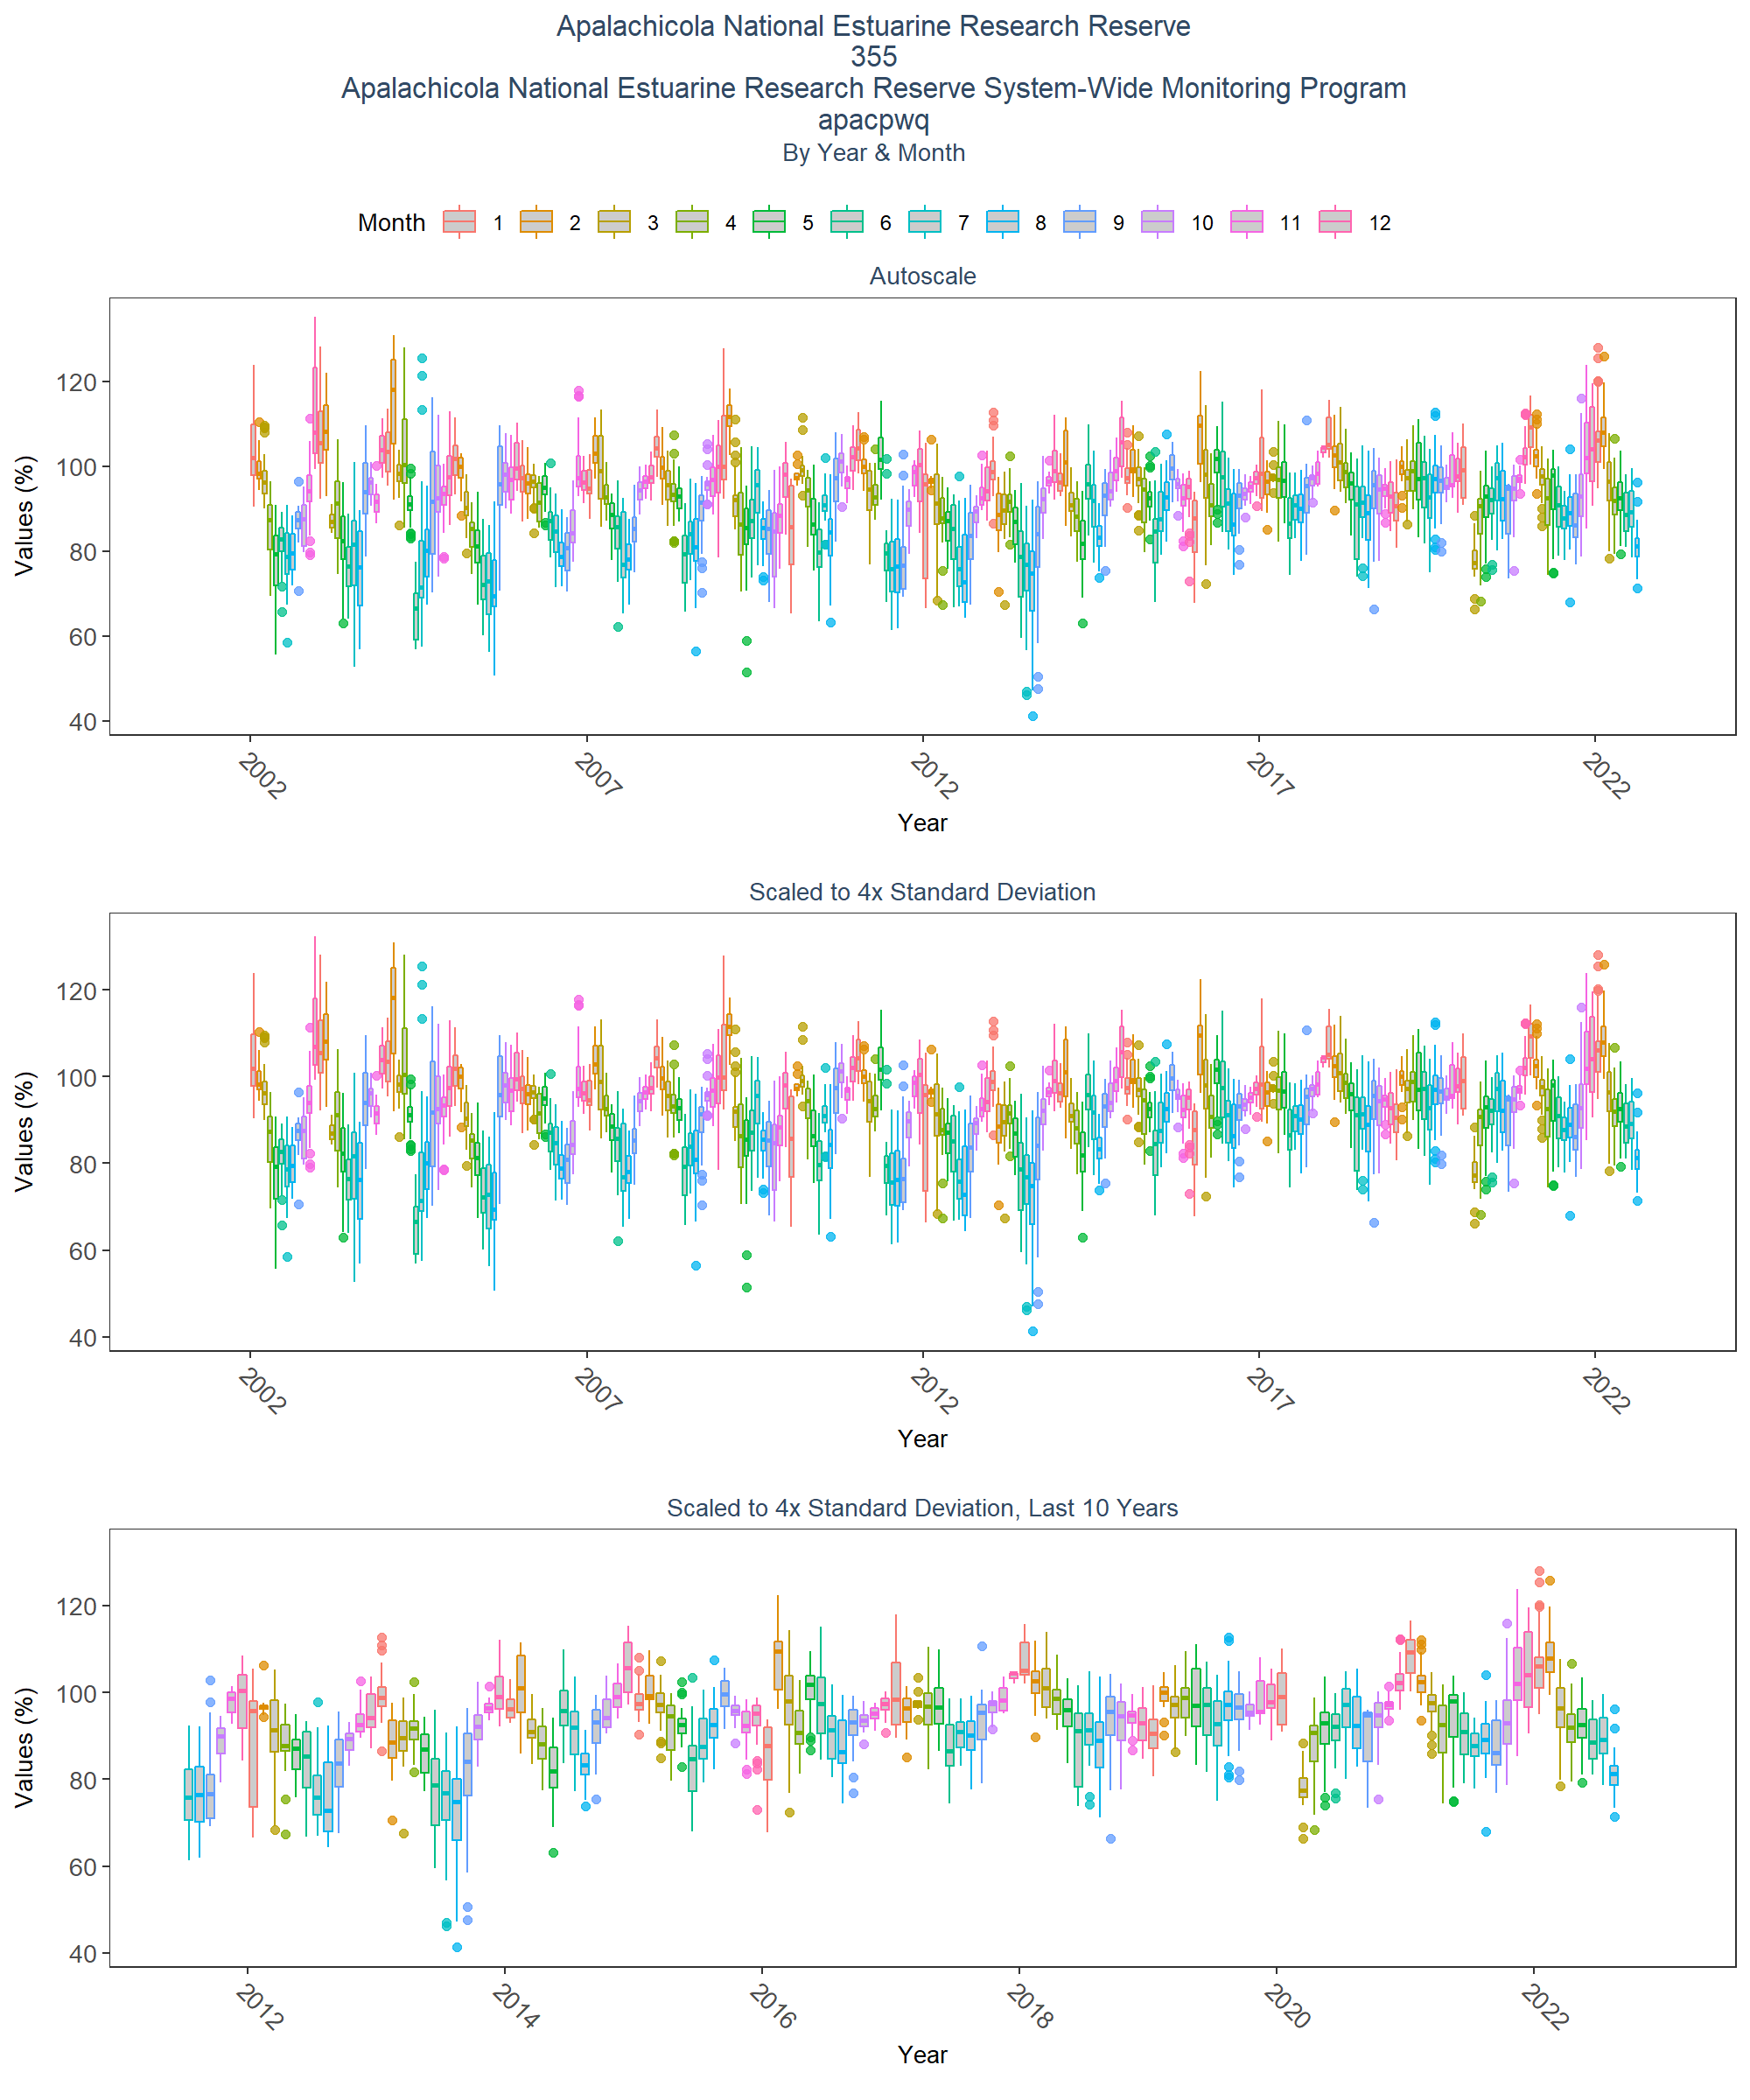 Apalachicola National Estuarine Research Reserve
355
Apalachicola National Estuarine Research Reserve System-Wide Monitoring Program
apacpwq
By Year & Month
Month 1 2 3 4 5 6 7 8 9 10 11 12
Autoscale
Values (%)
120
100
80
60
40
2002 2007 2012 2017 2022
Year
Scaled to 4x Standard Deviation
Values (%)
120
100
80
60
40
2002 2007 2012 2017 2022
Year
Scaled to 4x Standard Deviation, Last 10 Years
Values (%)
120
100
80
60
40
2012 2014 2016 2018 2020 2022
Year